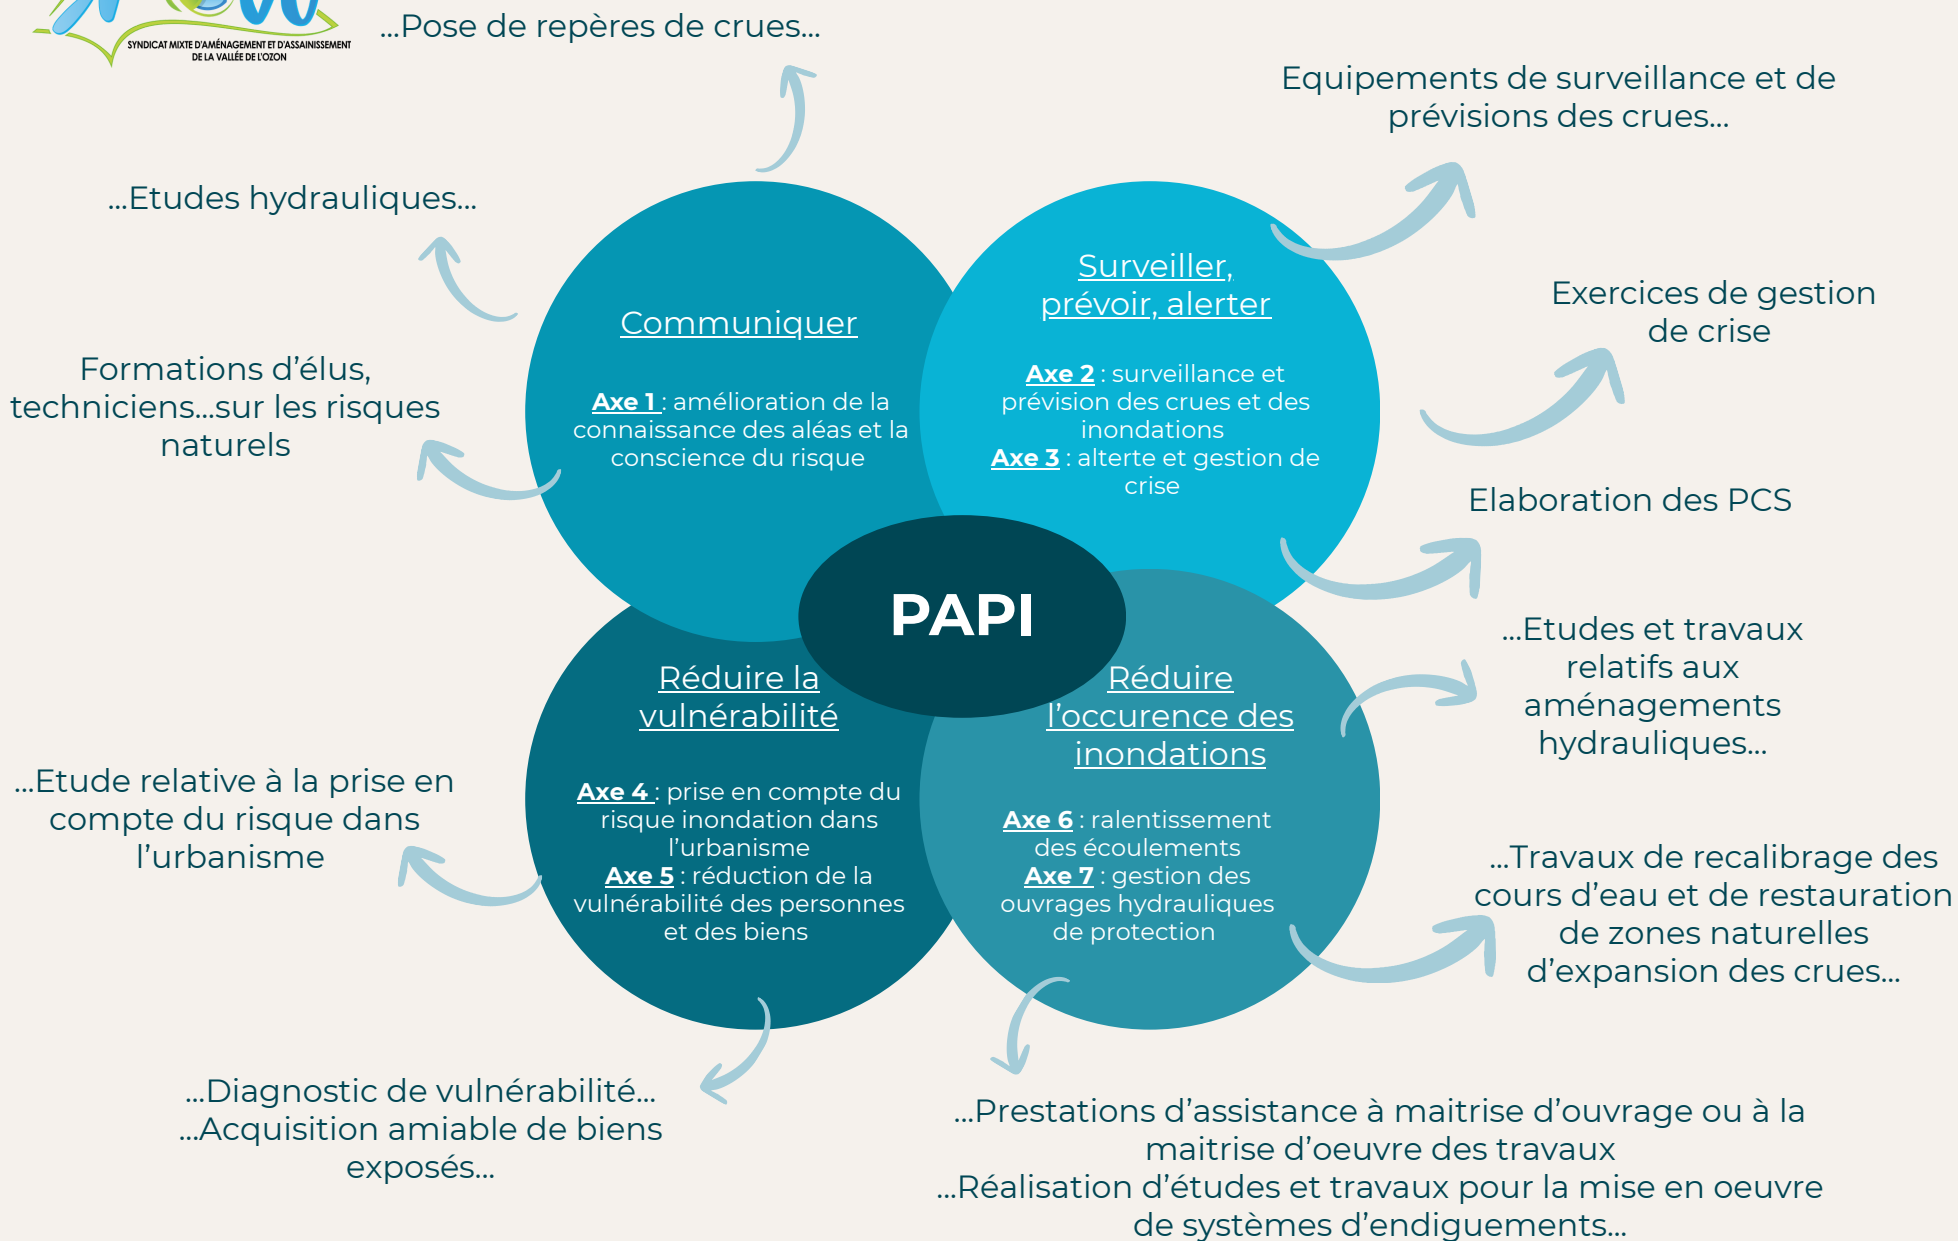 SYNDICAT MIXTE D'AMÉNAGEMENT ET D'ASSAINISSEMENT
DE LA VALLÉE DE L'OZON
...Pose de repères de crues...
Equipements de surveillance et de
prévisions des crues...
...Etudes hydrauliques...
Exercices de gestion
de crise
Formations d'élus,
techniciens...sur les risques
naturels
Communiquer
Axe 1 : amélioration de la
connaissance des aléas et la
conscience du risque
Surveiller,
prévoir, alerter
Axe 2 : surveillance et
prévision des crues et des
inondations
Axe 3 : alterte et gestion de
crise
Elaboration des PCS
PAPI
...Etudes et travaux
relatifs aux
aménagements
hydrauliques...
Réduire la
vulnérabilité
Axe 4 : prise en compte du
risque inondation dans
l'urbanisme
Axe 5 : réduction de la
vulnérabilité des personnes
et des biens
Réduire
l'occurence des
inondations
Axe 6 : ralentissement
des écoulements
Axe 7 : gestion des
ouvrages hydrauliques
de protection
...Etude relative à la prise en
compte du risque dans
l'urbanisme
...Travaux de recalibrage des
cours d'eau et de restauration
de zones naturelles
d'expansion des crues...
...Diagnostic de vulnérabilité...
...Acquisition amiable de biens
exposés...
...Prestations d'assistance à maitrise d'ouvrage ou à la
maitrise d'oeuvre des travaux
...Réalisation d'études et travaux pour la mise en oeuvre
de systèmes d'endiguements...